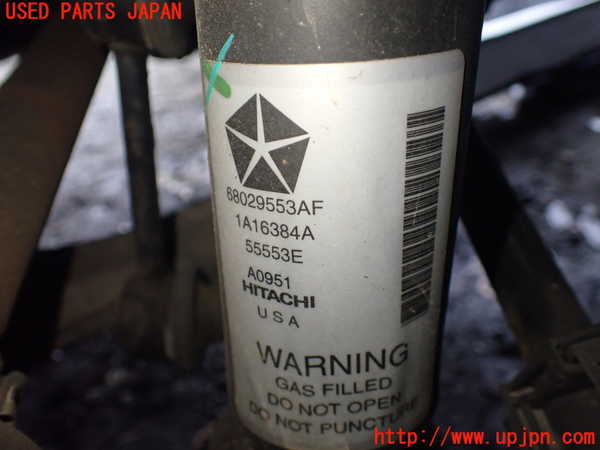 USED PARTS JAPAN
68029553AF
1A16384A
55553E
A0951
HITACHI
USA
WARNING
GAS FILLED
DO NOT OPEN
DO NOT PUNCTURE
http://www.upjpn.com/